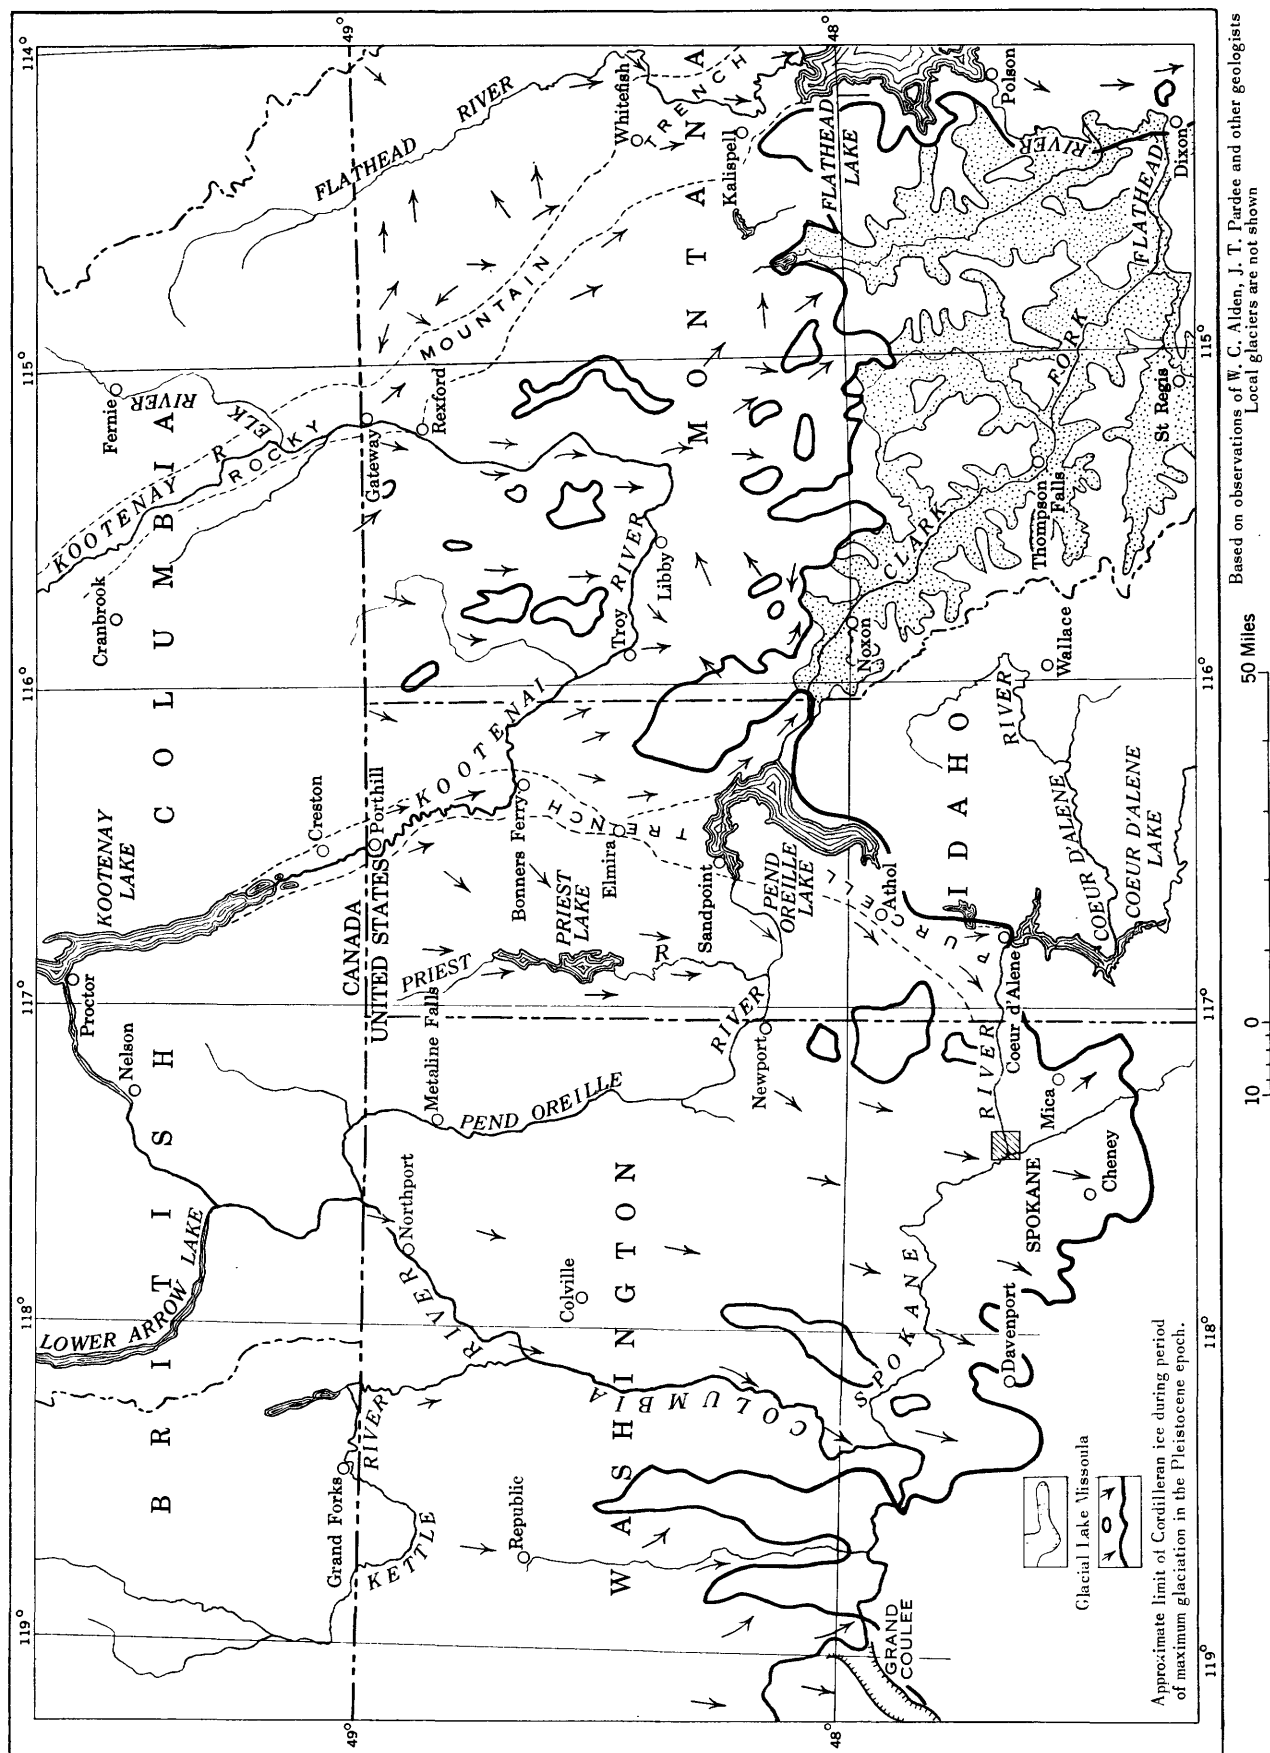 119°
118°
117°
116°
115°
114°
LOWER ARROW LAKE
Proctor
Nelson
KOOTENAY
LAKE
Cranbrook
Fernie
KOOTENAY R
ELK
RIVER
BRITISH COLUMBIA
Creston
ROCKY
MOUNTAIN
TRENCH
Grand Forks
KETTLE
RIVER
49°
CANADA
UNITED STATES
49°
Porthill
Gateway
Rexford
FLATHEAD
RIVER
Northport
Metaline Falls
PRIEST
R
KOOTENAI
RIVER
Republic
Colville
RIVER
COLUMBIA
PEND OREILLE
RIVER
PRIEST
LAKE
Bonners Ferry
Elmira
Troy
Libby
Whitefish
Kalispell
WASHINGTON
MONTANA
Sandpoint
Newport
PEND
OREILLE
LAKE
PURCELL
TRENCH
FLATHEAD
LAKE
48°
48°
GRAND
COULEE
SPOKANE
RIVER
Athol
Noxon
CLARK
FORK
IDAHO
Davenport
SPOKANE
Cheney
Mica
Coeur d'Alene
COEUR D'ALENE
RIVER
COEUR D'ALENE
LAKE
Wallace
Thompson
Falls
St Regis
FLATHEAD
RIVER
Polson
Dixon
Glacial Lake Missoula
Approximate limit of Cordilleran ice during period
of maximum glaciation in the Pleistocene epoch.
119°
118°
117°
116°
115°
10
0
50 Miles
Based on observations of W. C. Alden, J. T. Pardee and other geologists
Local glaciers are not shown